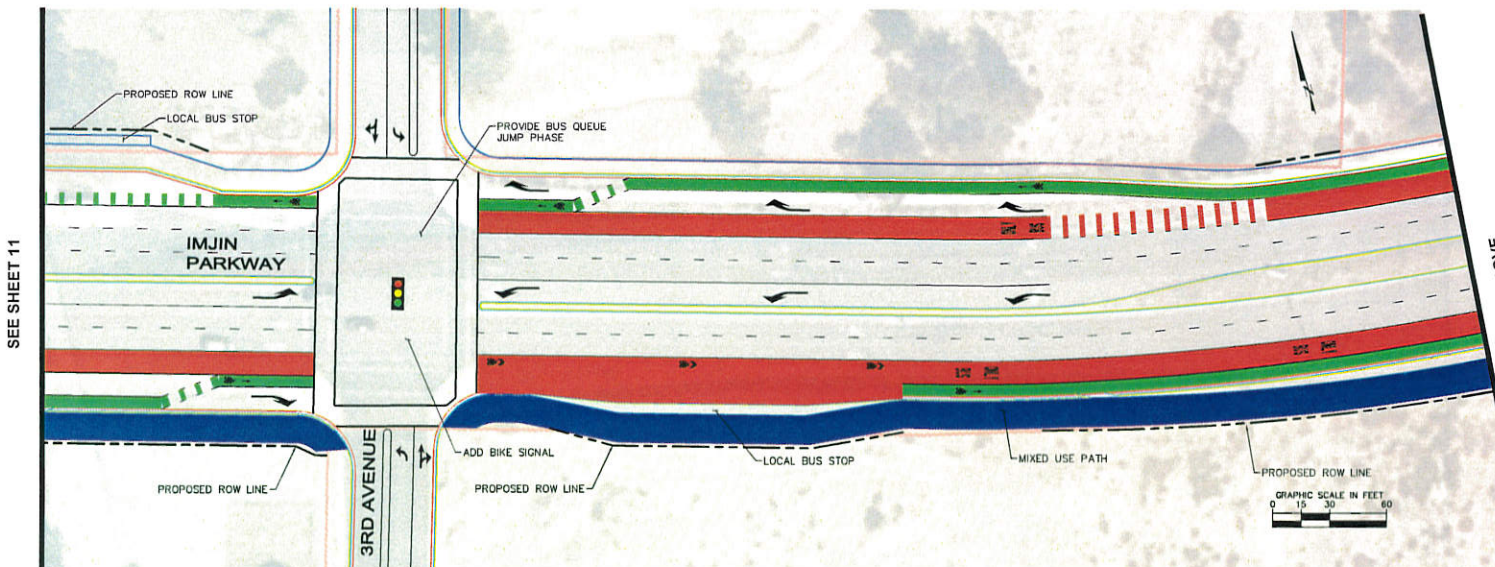 PROPOSED ROW LINE
LOCAL BUS STOP
PROVIDE BUS QUEUE
JUMP PHASE
IMJIN
PARKWAY
SEE SHEET 11
3RD AVENUE
ADD BIKE SIGNAL
PROPOSED ROW LINE
PROPOSED ROW LINE
LOCAL BUS STOP
MIXED USE PATH
PROPOSED ROW LINE
GRAPHIC SCALE IN FEET
0 15 30 60